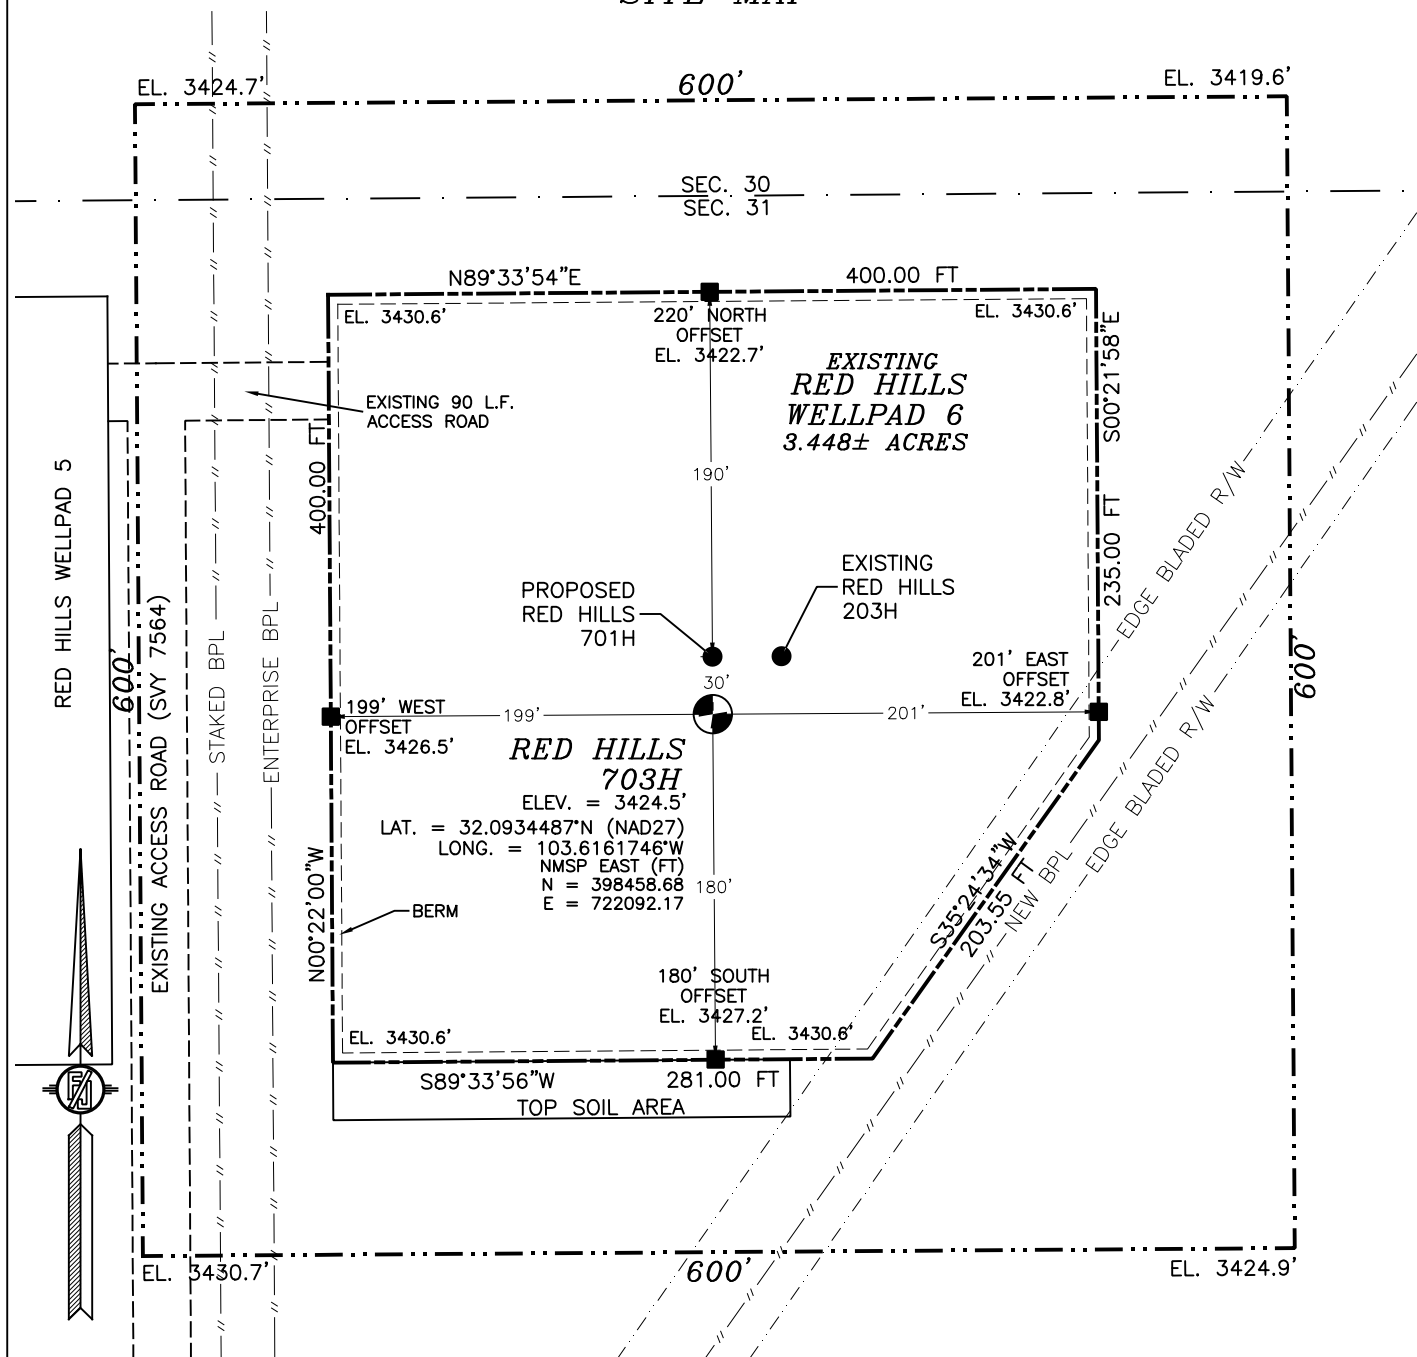 SITE MAP
EL. 3424.7'
600'
EL. 3419.6'
SEC. 30
SEC. 31
N89°33'54"E
400.00 FT
EL. 3430.6'
220' NORTH
OFFSET
EL. 3422.7'
EL. 3430.6'
S00°21'58"E
235.00 FT
EXISTING
RED HILLS
WELLPAD 6
3.448± ACRES
EXISTING 90 L.F.
ACCESS ROAD
400.00 FT
N00°22'00"W
190'
RED HILLS WELLPAD 5
600'
EXISTING ACCESS ROAD (SVY 7564)
STAKED BPL
ENTERPRISE BPL
PROPOSED
RED HILLS
701H
EXISTING
RED HILLS
203H
EDGE BLADED R/W
600'
30'
201' EAST
OFFSET
EL. 3422.8'
199' WEST
OFFSET
EL. 3426.5'
199'
201'
RED HILLS
703H
ELEV. = 3424.5'
LAT. = 32.0934487°N (NAD27)
LONG. = 103.6161746°W
NMSP EAST (FT)
N = 398458.68
E = 722092.17
180'
BERM
S35°24'34"W
203.55 FT
NEW BPL
EDGE BLADED R/W
180' SOUTH
OFFSET
EL. 3427.2'
EL. 3430.6'
EL. 3430.6'
S89°33'56"W
281.00 FT
TOP SOIL AREA
EL. 3430.7'
600'
EL. 3424.9'